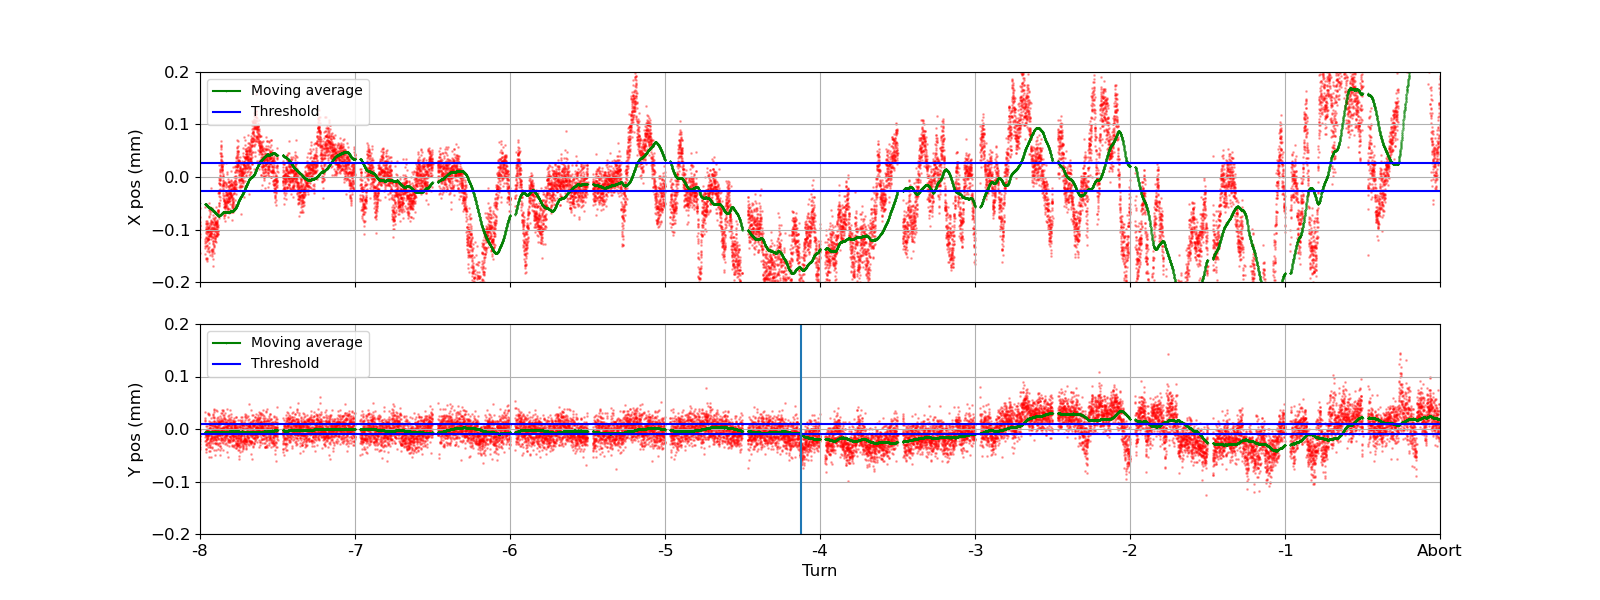 0.2
0.1
0.0
−0.1
−0.2
X pos (mm)
Moving average
Threshold
0.2
0.1
0.0
−0.1
−0.2
Y pos (mm)
Moving average
Threshold
-8 -7 -6 -5 -4 -3 -2 -1 Abort
Turn